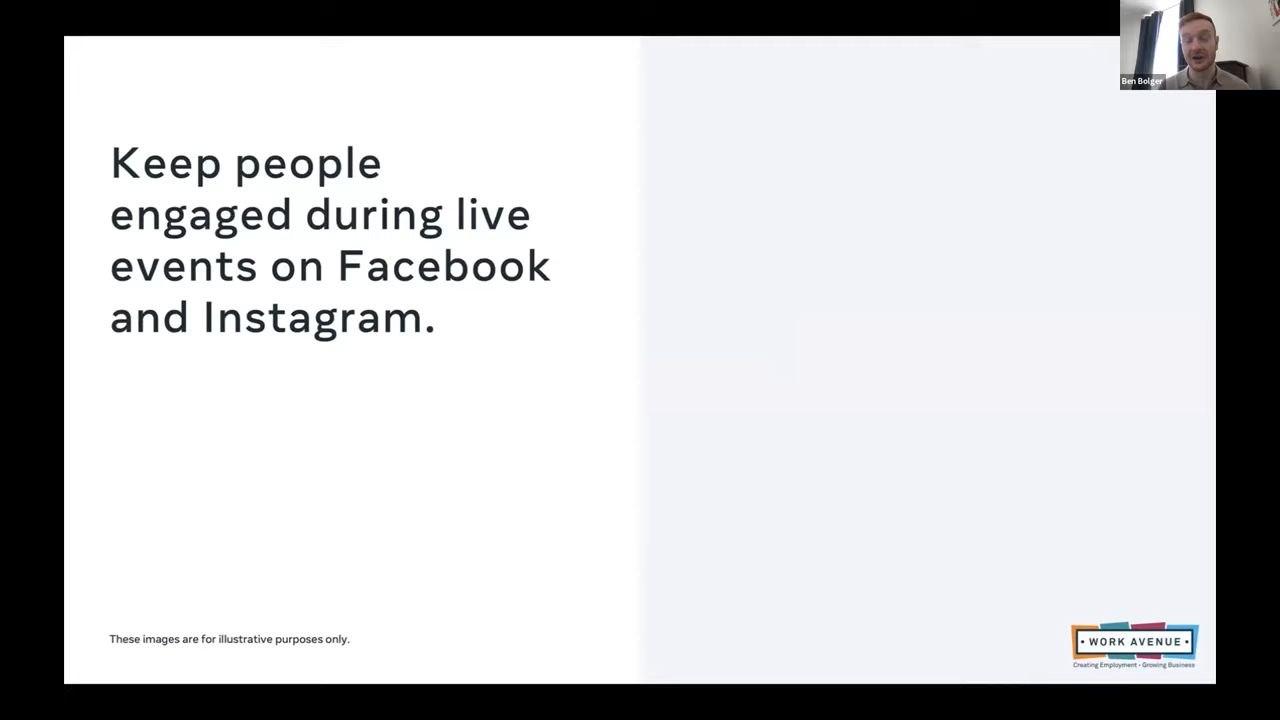 Ben Bolger
Keep people
engaged during live
events on Facebook
and Instagram.
These images are for illustrative purposes only.
• WORK AVENUE •
Creating Employment • Growing Business